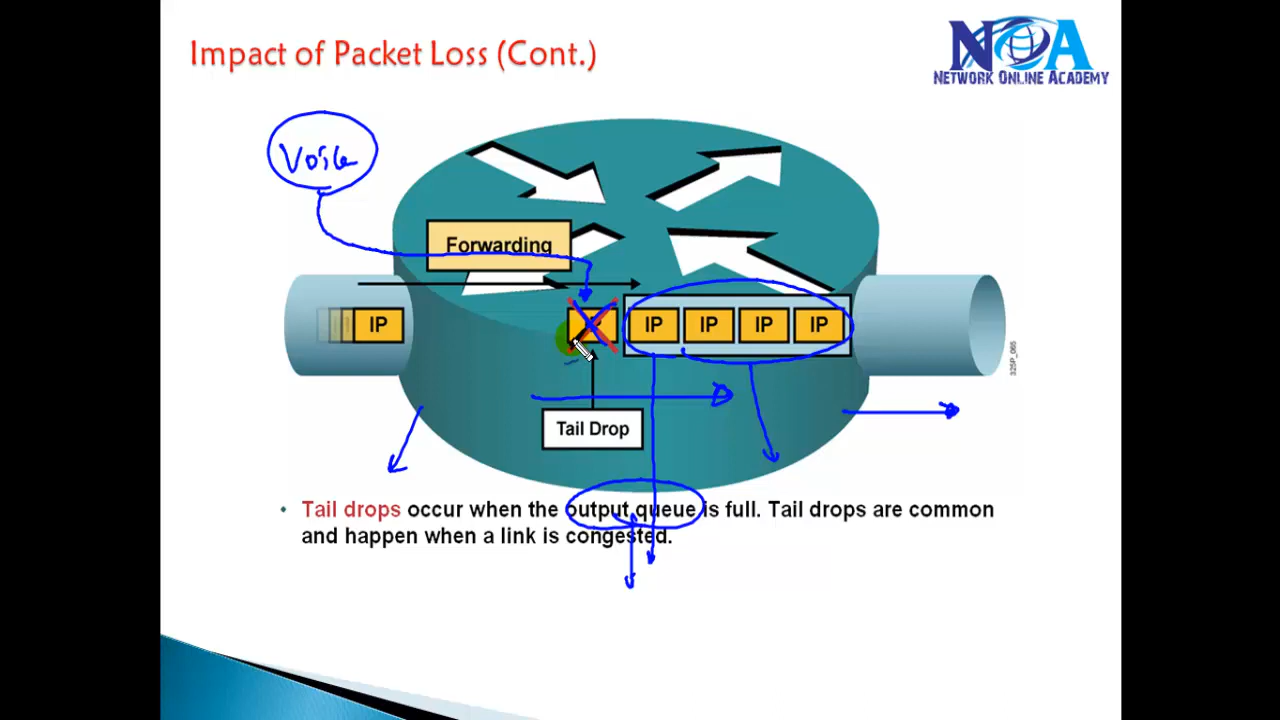 Impact of Packet Loss (Cont.)
NOA
NETWORK ONLINE ACADEMY
Voice
Forwarding
IP
IP
IP
IP
IP
Tail Drop
325P_065
• Tail drops occur when the output queue is full. Tail drops are common
and happen when a link is congested.